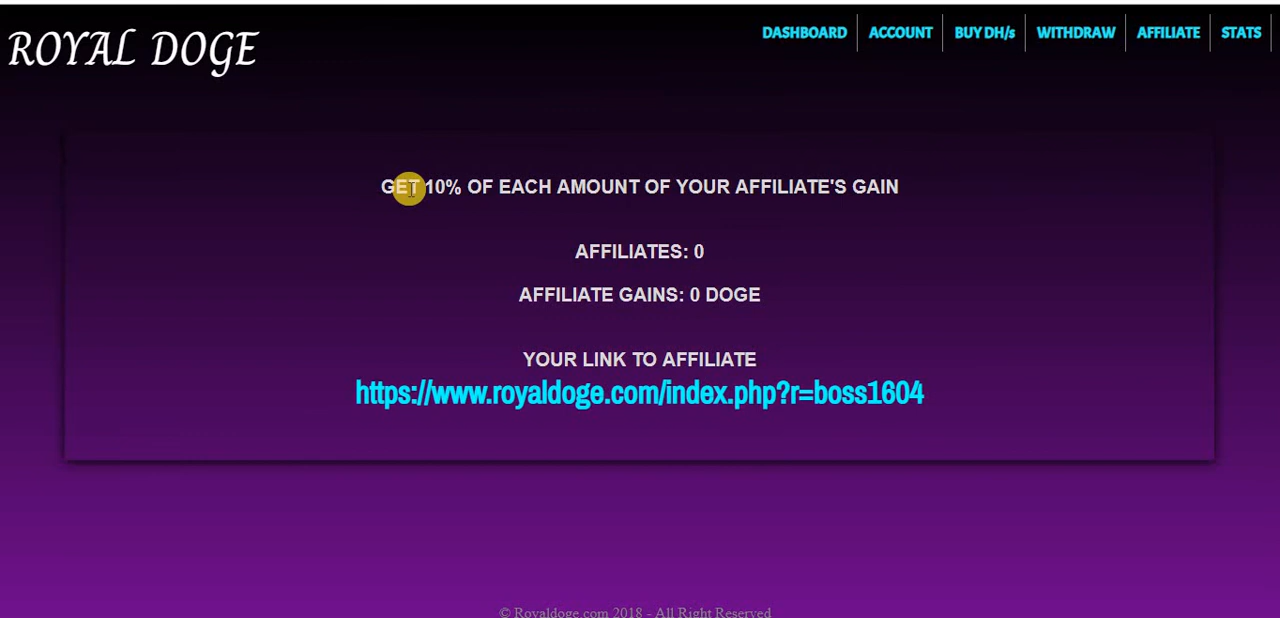 ROYAL DOGE
DASHBOARD ACCOUNT BUY DH/s WITHDRAW AFFILIATE STATS
GET 10% OF EACH AMOUNT OF YOUR AFFILIATE'S GAIN
AFFILIATES: 0
AFFILIATE GAINS: 0 DOGE
YOUR LINK TO AFFILIATE
https://www.royaldoge.com/index.php?r=boss1604
© Royaldoge.com 2018 - All Right Reserved